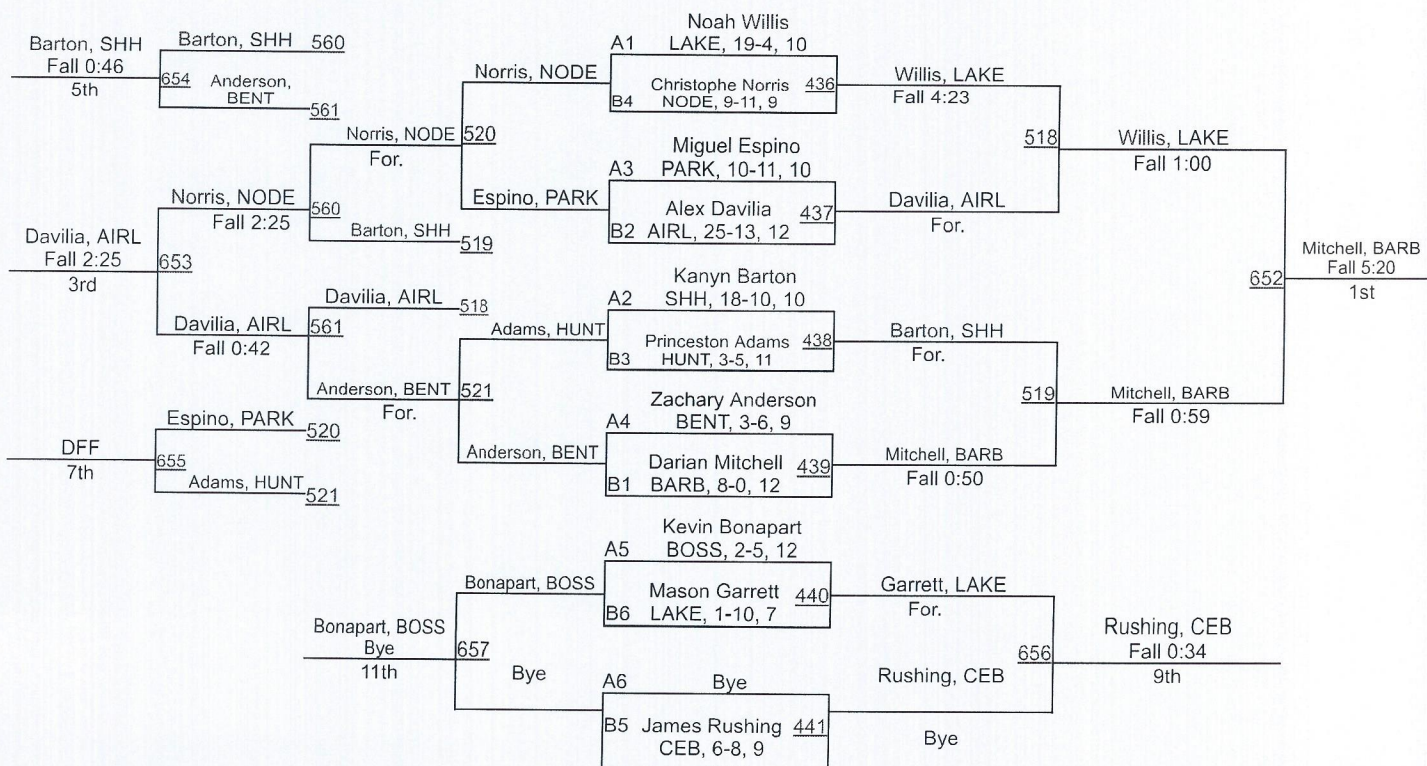 Barton, SHH
Fall 0:46
5th
Barton, SHH 560
654
Anderson,
BENT
561
Norris, NODE
For.
520
Norris, NODE
Fall 2:25
560
Barton, SHH
519
Davilia, AIRL
Fall 2:25
3rd
653
Davilia, AIRL
Fall 0:42
561
Davilia, AIRL
518
Anderson, BENT
For.
521
Espino, PARK
520
DFF
7th
655
Adams, HUNT
521
Norris, NODE
Espino, PARK
Adams, HUNT
Anderson, BENT
Noah Willis
A1 LAKE, 19-4, 10
Christophe Norris 436
B4 NODE, 9-11, 9
Miguel Espino
A3 PARK, 10-11, 10
Alex Davilia 437
B2 AIRL, 25-13, 12
Kanyn Barton
A2 SHH, 18-10, 10
Princeston Adams 438
B3 HUNT, 3-5, 11
Zachary Anderson
A4 BENT, 3-6, 9
Darian Mitchell 439
B1 BARB, 8-0, 12
Willis, LAKE
Fall 4:23
518
Davilia, AIRL
For.
Willis, LAKE
Fall 1:00
Barton, SHH
For.
519
Mitchell, BARB
Fall 0:50
Mitchell, BARB
Fall 0:59
652
Mitchell, BARB
Fall 5:20
1st
Kevin Bonapart
A5 BOSS, 2-5, 12
Mason Garrett 440
B6 LAKE, 1-10, 7
A6 Bye
B5 James Rushing 441
CEB, 6-8, 9
Bonapart, BOSS
Bonapart, BOSS
Bye
11th
657
Bye
Garrett, LAKE
For.
656
Rushing, CEB
Bye
Rushing, CEB
Fall 0:34
9th